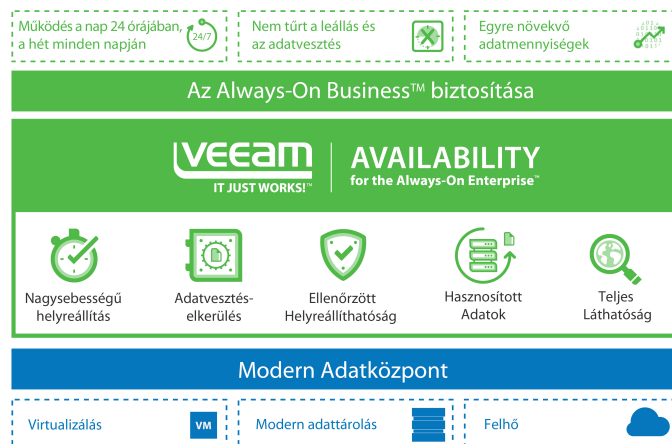 Működés a nap 24 órájában,
a hét minden napján
24/7
Nem tűrt a leállás és
az adatvesztés
Egyre növekvő
adatmennyiségek
Az Always-On Business™ biztosítása
veeam
IT JUST WORKS!™
AVAILABILITY
for the Always-On Enterprise™
Nagysebességű
helyreállítás
Adatvesztés-
elkerülés
Ellenőrzött
Helyreállíthatóság
Hasznosított
Adatok
Teljes
Láthatóság
Modern Adatközpont
Virtualizálás
VM
Modern adattárolás
Felhő